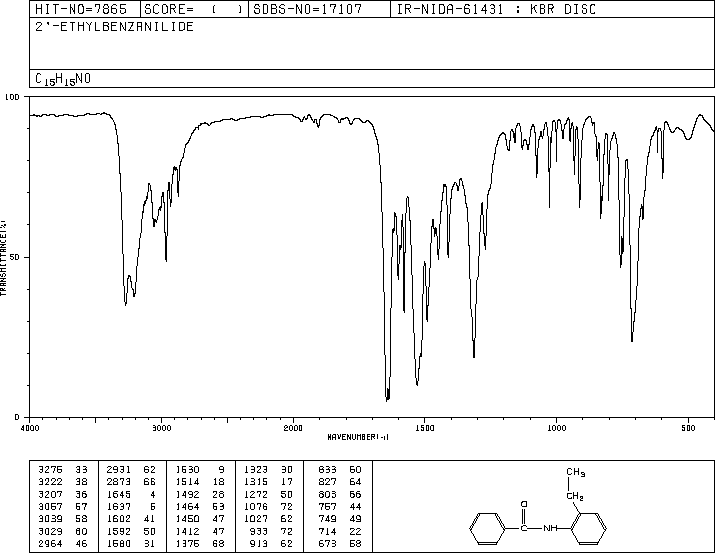 HIT-NO=7865 SCORE= ( ) SDBS-NO=17107 IR-NIDA-61431 : KBR DISC
2'-ETHYLBENZANILIDE
C15H15NO
100
TRANSMITTANCE(%)
50
0
4000 3000 2000 1500 1000 500
WAVENUMBER(-1)
3276 33 2931 62 1630 9 1323 30 833 60
3222 38 2873 66 1514 18 1315 17 827 64
3207 36 1645 4 1492 28 1272 50 803 66
3067 57 1637 5 1464 53 1076 72 757 44
3039 58 1602 41 1450 47 1027 62 749 49
3029 60 1592 50 1412 47 933 72 714 22
2964 46 1580 31 1375 68 913 62 673 58
CH3
CH2
O
C
NH